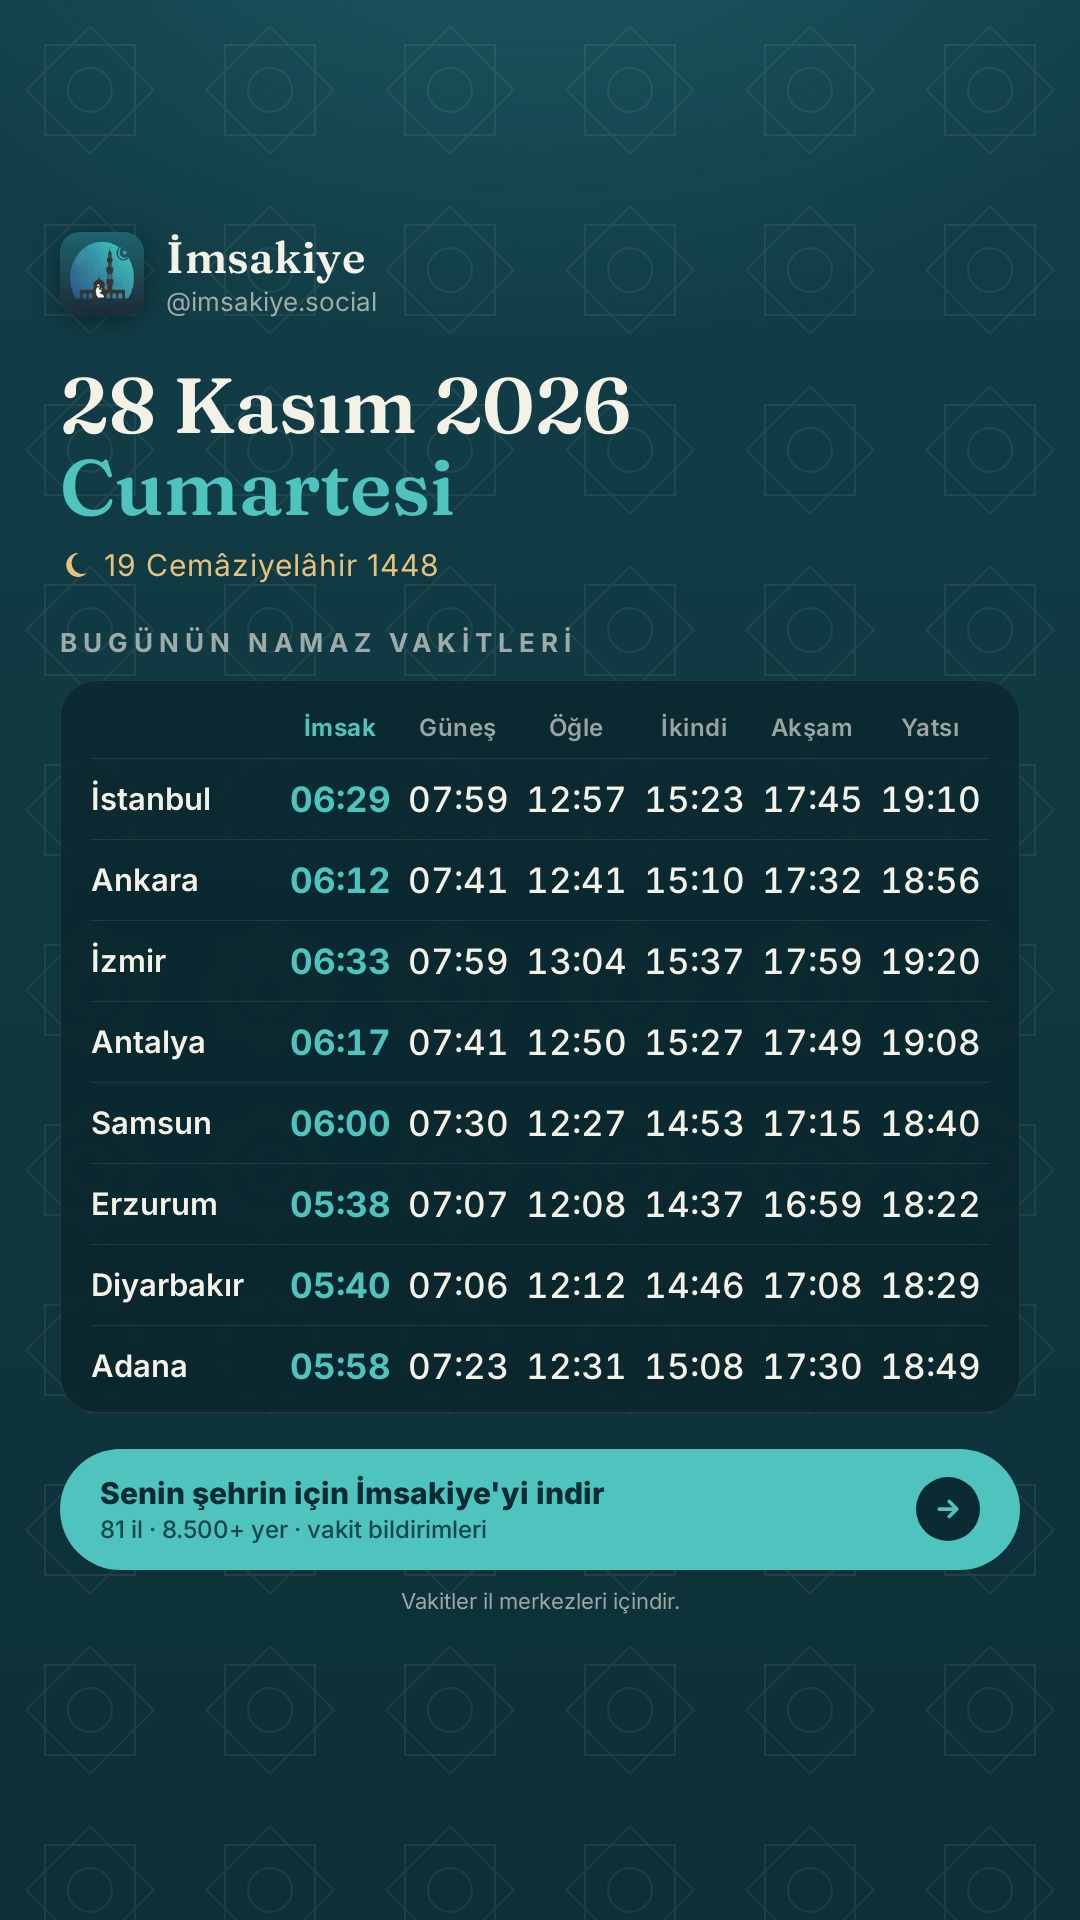 İmsakiye
@imsakiye.social
28 Kasım 2026
Cumartesi
19 Cemâziyelâhir 1448
BUGÜNÜN NAMAZ VAKİTLERİ
İmsak Güneş Öğle İkindi Akşam Yatsı
İstanbul 06:29 07:59 12:57 15:23 17:45 19:10
Ankara 06:12 07:41 12:41 15:10 17:32 18:56
İzmir 06:33 07:59 13:04 15:37 17:59 19:20
Antalya 06:17 07:41 12:50 15:27 17:49 19:08
Samsun 06:00 07:30 12:27 14:53 17:15 18:40
Erzurum 05:38 07:07 12:08 14:37 16:59 18:22
Diyarbakır 05:40 07:06 12:12 14:46 17:08 18:29
Adana 05:58 07:23 12:31 15:08 17:30 18:49
Senin şehrin için İmsakiye'yi indir
81 il · 8.500+ yer · vakit bildirimleri
Vakitler il merkezleri içindir.